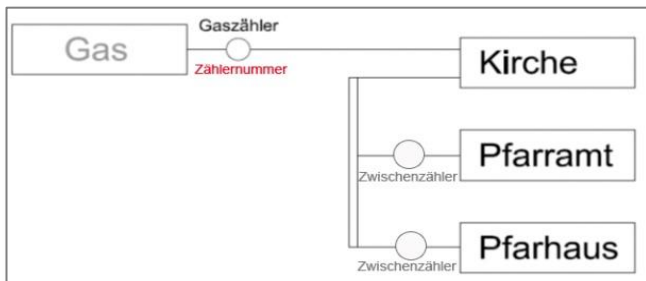 Gas
Gaszähler
Zählernummer
Kirche
Zwischenzähler
Pfarramt
Zwischenzähler
Pfarhaus